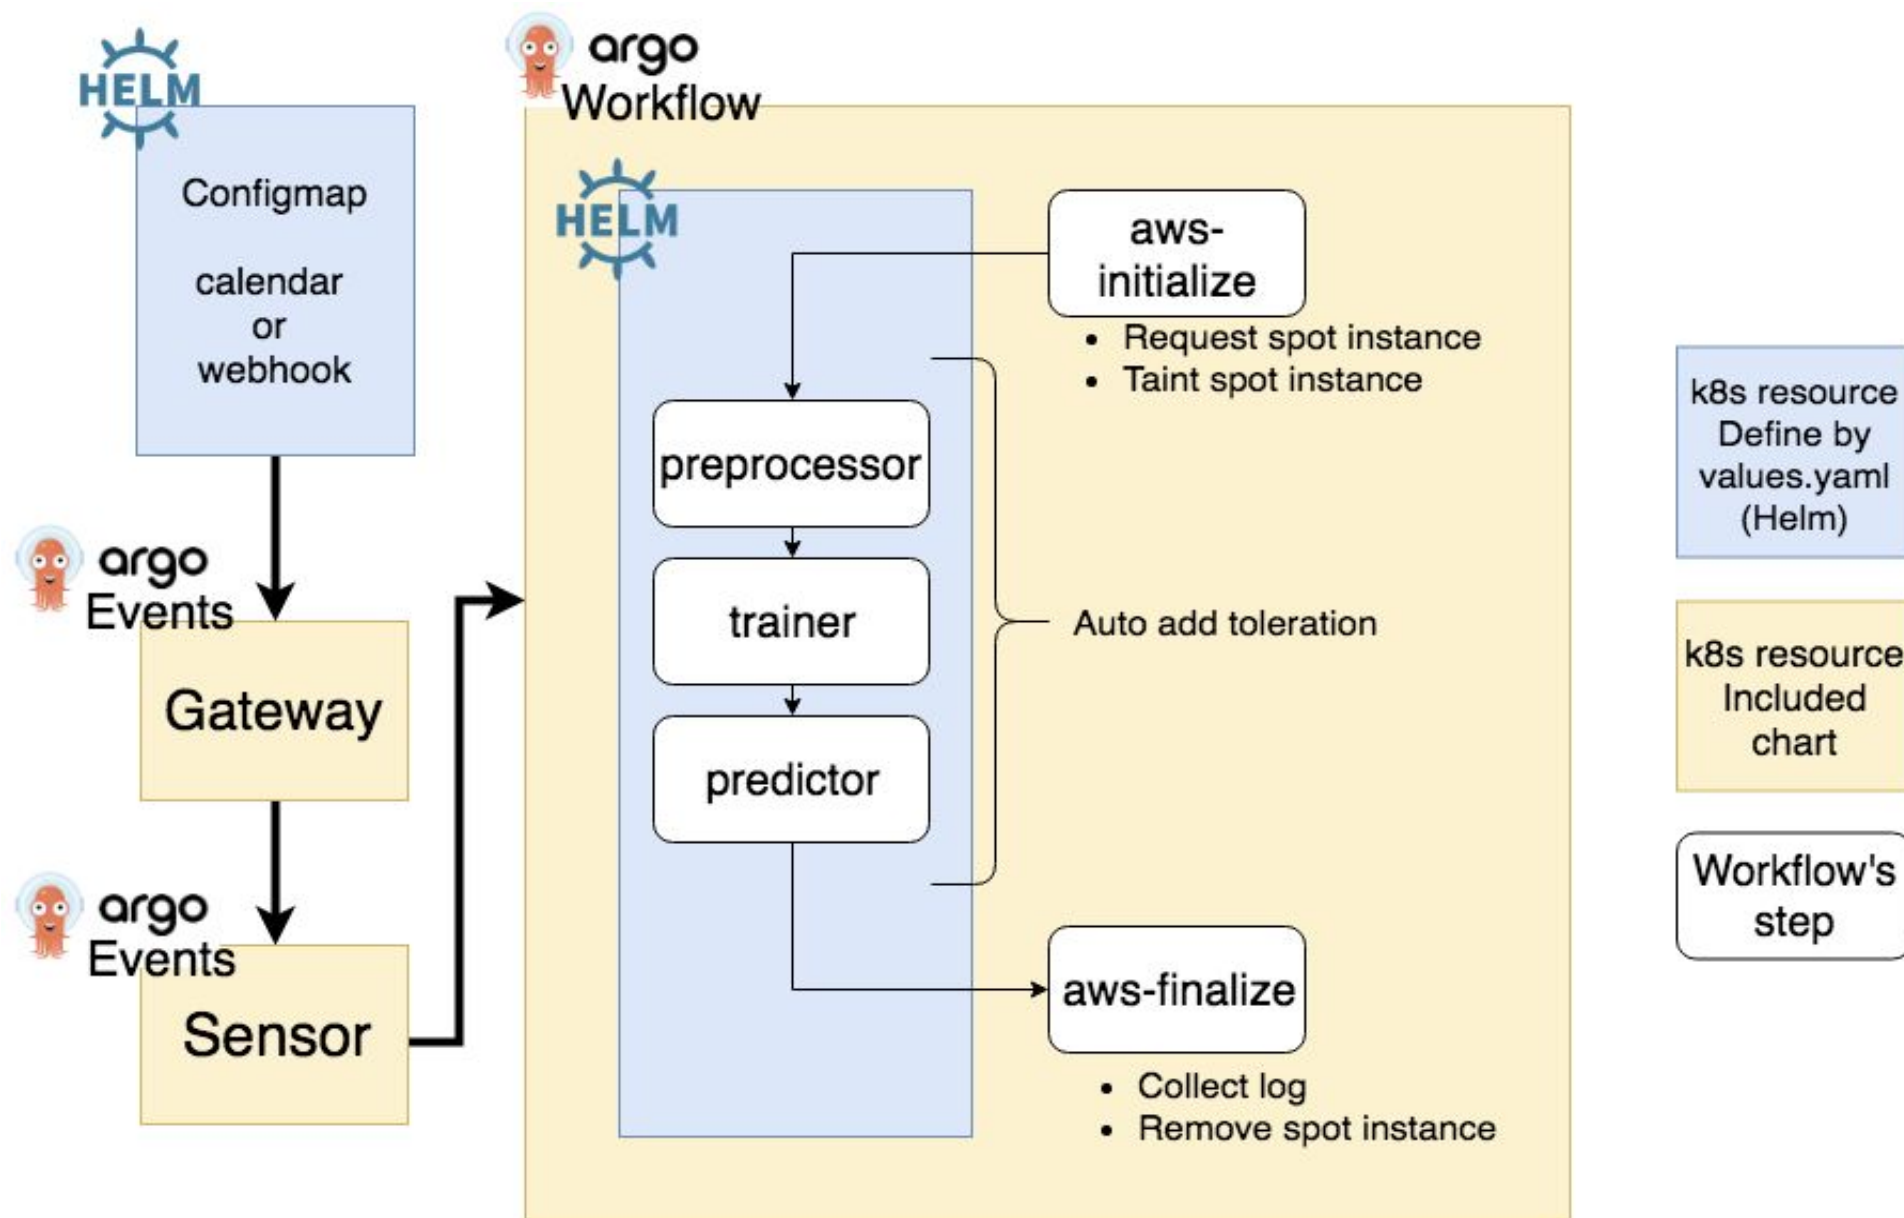 HELM
Configmap
calendar
or
webhook
argo
Events
Gateway
argo
Events
Sensor
argo
Workflow
HELM
aws-
initialize
• Request spot instance
• Taint spot instance
preprocessor
trainer
predictor
Auto add toleration
aws-finalize
• Collect log
• Remove spot instance
k8s resource
Define by
values.yaml
(Helm)
k8s resource
Included
chart
Workflow's
step